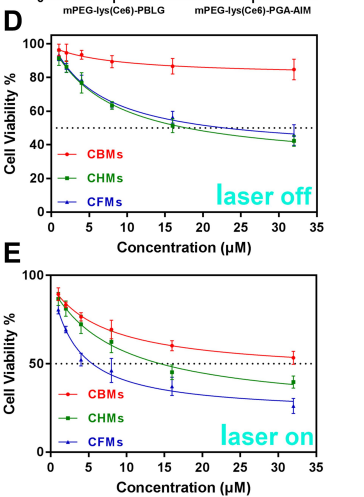 mPEG-lys(Ce6)-PBLG mPEG-lys(Ce6)-PGA-AIM
D
100
80
60
40
20
0
Cell Viability %
CBMs
CHMs
CFMs
laser off
0 5 10 15 20 25 30 35
Concentration (µM)
E
100
50
0
Cell Viability %
CBMs
CHMs
CFMs
laser on
0 5 10 15 20 25 30 35
Concentration (µM)